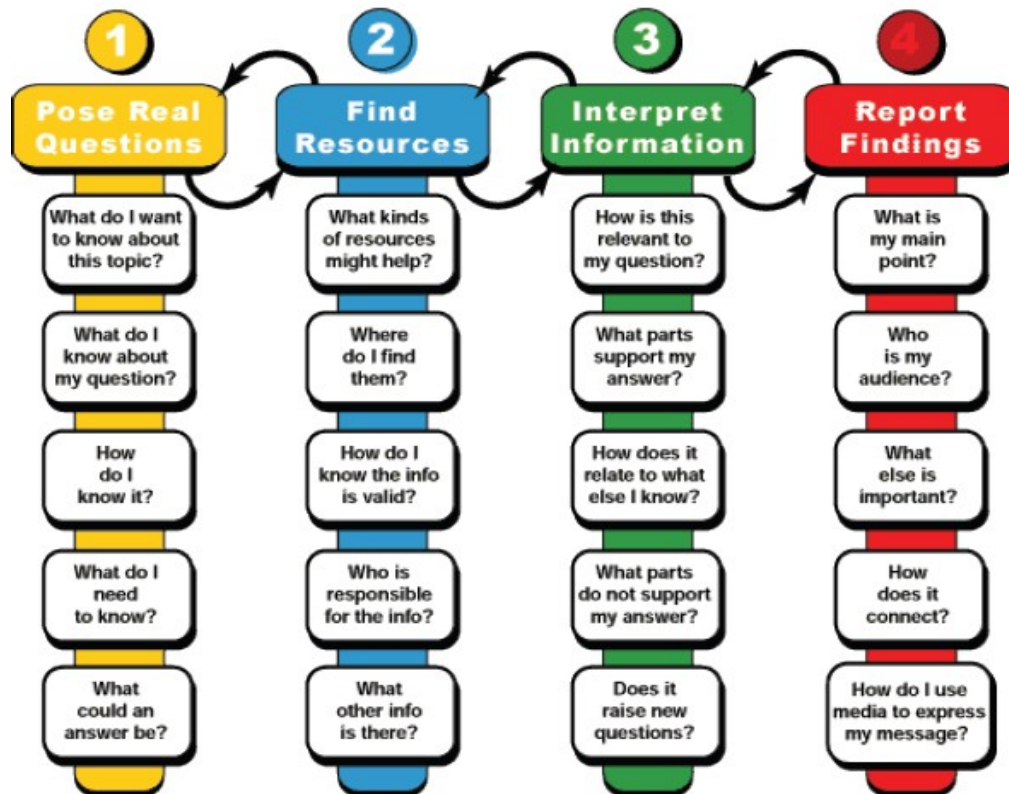 1
Pose Real
Questions
What do I want
to know about
this topic?
What do I
know about
my question?
How
do I
know it?
What do I
need
to know?
What
could an
answer be?
2
Find
Resources
What kinds
of resources
might help?
Where
do I find
them?
How do I
know the info
is valid?
Who is
responsible
for the info?
What
other info
is there?
3
Interpret
Information
How is this
relevant to
my question?
What parts
support my
answer?
How does it
relate to what
else I know?
What parts
do not support
my answer?
Does it
raise new
questions?
4
Report
Findings
What is
my main
point?
Who
is my
audience?
What
else is
important?
How
does it
connect?
How do I use
media to express
my message?